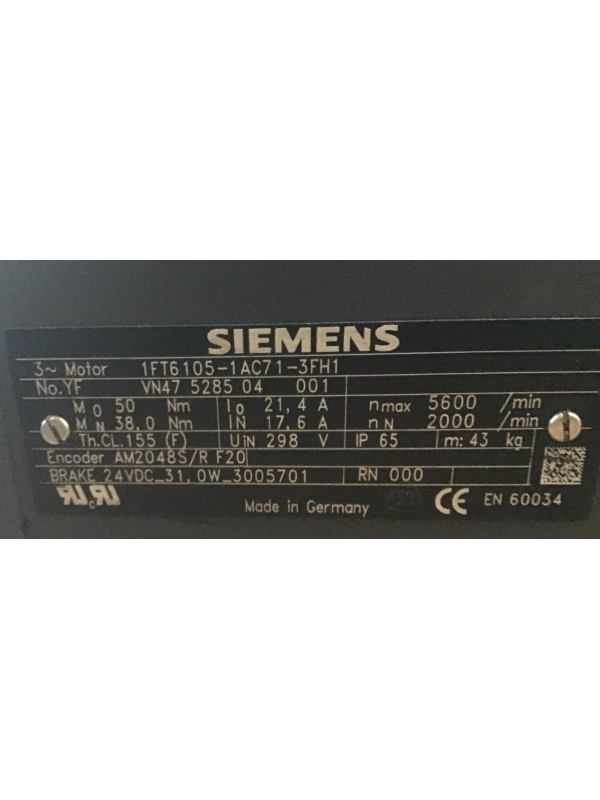 SIEMENS
3~ Motor 1FT6105-1AC71-3FH1
No.YF VN47 5285 04 001
M0 50 Nm I0 21,4 A nmax 5600 /min
MN 38,0 Nm IN 17,6 A nN 2000 /min
Th.CL.155 (F) UIN 298 V IP 65 m: 43 kg
Encoder AM2048S/R F20
BRAKE 24VDC_31,0W_3005701 RN 000
Made in Germany CE EN 60034